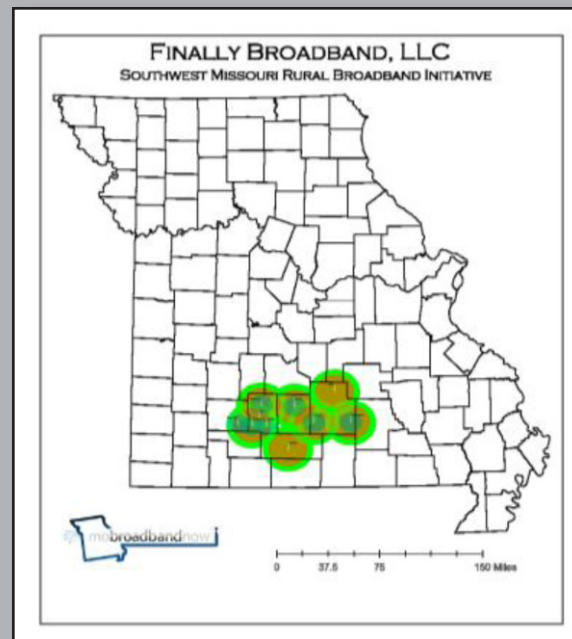 FINALLY BROADBAND, LLC
SOUTHWEST MISSOURI RURAL BROADBAND INITIATIVE
mobroadbandnow
0 37.5 75 150 Miles